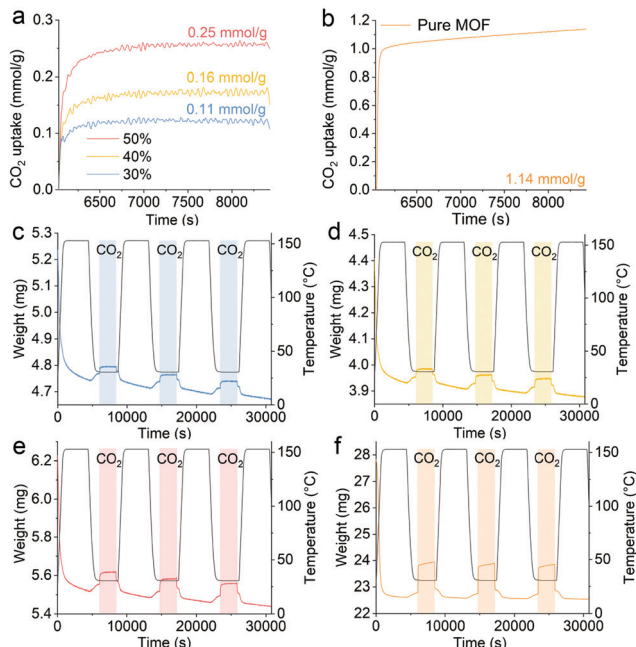 a
0.3
0.2
0.1
0.0
CO2 uptake (mmol/g)
0.25 mmol/g
0.16 mmol/g
0.11 mmol/g
50%
40%
30%
6500 7000 7500 8000
Time (s)
b
1.4
1.2
1.0
0.8
0.6
0.4
0.2
0.0
CO2 uptake (mmol/g)
Pure MOF
1.14 mmol/g
6500 7000 7500 8000
Time (s)
c
5.3
5.2
5.1
5.0
4.9
4.8
4.7
Weight (mg)
CO2 CO2 CO2
150
100
50
0
Temperature (°C)
0 10000 20000 30000
Time (s)
d
4.5
4.4
4.3
4.2
4.1
4.0
3.9
Weight (mg)
CO2 CO2 CO2
150
100
50
0
Temperature (°C)
0 10000 20000 30000
Time (s)
e
6.2
6.0
5.8
5.6
5.4
Weight (mg)
CO2 CO2 CO2
150
100
50
0
Temperature (°C)
0 10000 20000 30000
Time (s)
f
28
27
26
25
24
23
22
Weight (mg)
CO2 CO2 CO2
150
100
50
0
Temperature (°C)
0 10000 20000 30000
Time (s)